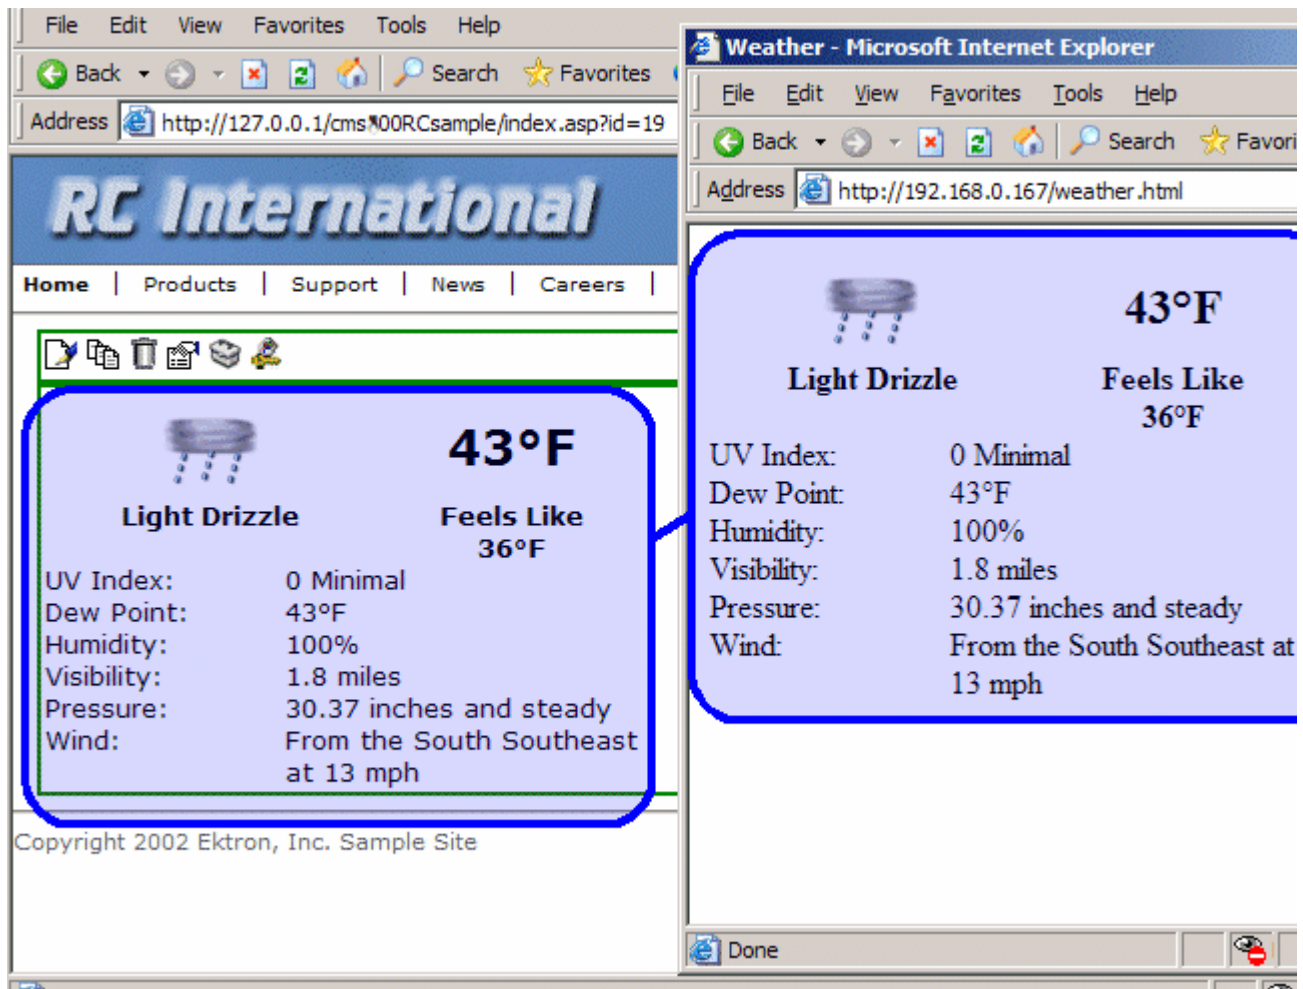 File Edit View Favorites Tools Help
Back Search Favorites
Address http://127.0.0.1/cms300RCsample/index.asp?id=19
RC International
Home | Products | Support | News | Careers |
43°F
Light Drizzle Feels Like
36°F
UV Index: 0 Minimal
Dew Point: 43°F
Humidity: 100%
Visibility: 1.8 miles
Pressure: 30.37 inches and steady
Wind: From the South Southeast
at 13 mph
Copyright 2002 Ektron, Inc. Sample Site
Weather - Microsoft Internet Explorer
File Edit View Favorites Tools Help
Back Search Favori
Address http://192.168.0.167/weather.html
43°F
Light Drizzle Feels Like
36°F
UV Index: 0 Minimal
Dew Point: 43°F
Humidity: 100%
Visibility: 1.8 miles
Pressure: 30.37 inches and steady
Wind: From the South Southeast at
13 mph
Done